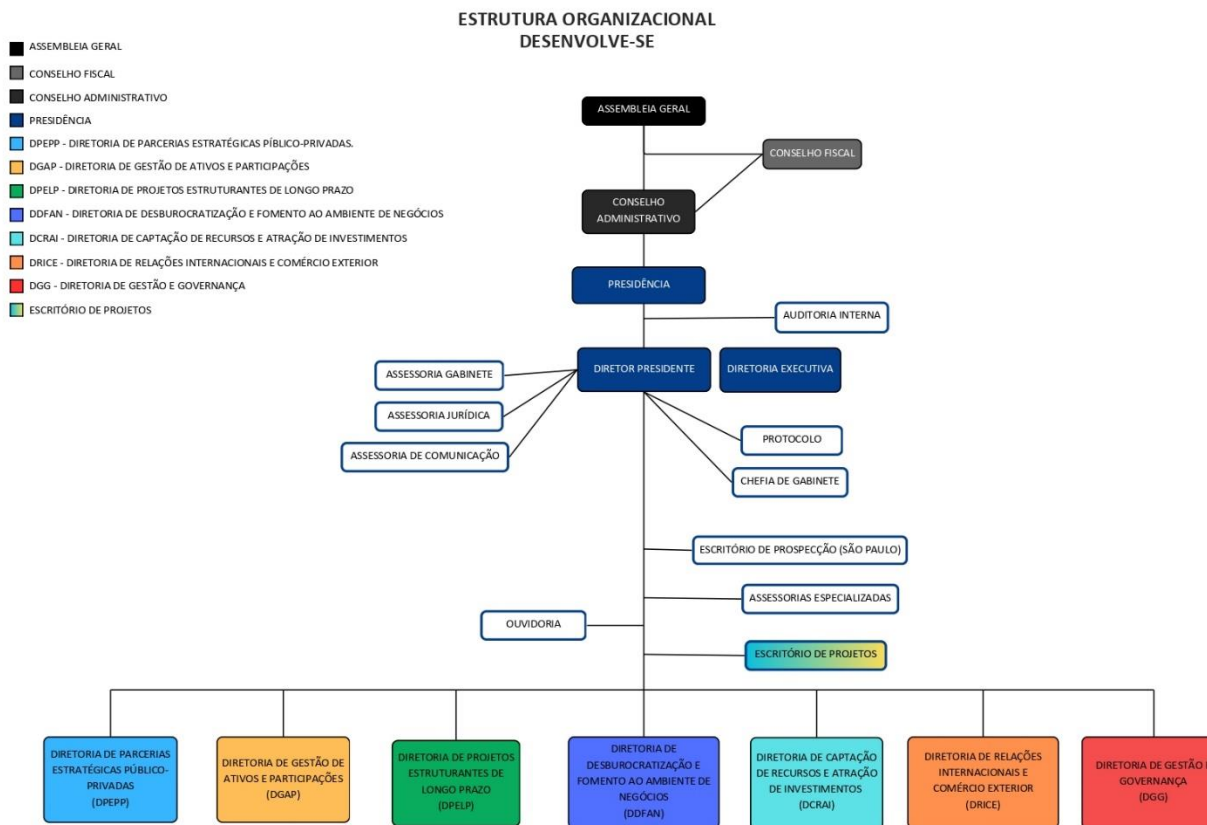 ESTRUTURA ORGANIZACIONAL
DESENVOLVE-SE
ASSEMBLEIA GERAL
CONSELHO FISCAL
CONSELHO ADMINISTRATIVO
PRESIDÊNCIA
DPEPP - DIRETORIA DE PARCERIAS ESTRATÉGICAS PÍBLICO-PRIVADAS.
DGAP - DIRETORIA DE GESTÃO DE ATIVOS E PARTICIPAÇÕES
DPELP - DIRETORIA DE PROJETOS ESTRUTURANTES DE LONGO PRAZO
DDFAN - DIRETORIA DE DESBUROCRATIZAÇÃO E FOMENTO AO AMBIENTE DE NEGÓCIOS
DCRAI - DIRETORIA DE CAPTAÇÃO DE RECURSOS E ATRAÇÃO DE INVESTIMENTOS
DRICE - DIRETORIA DE RELAÇÕES INTERNACIONAIS E COMÉRCIO EXTERIOR
DGG - DIRETORIA DE GESTÃO E GOVERNANÇA
ESCRITÓRIO DE PROJETOS
ASSEMBLEIA GERAL
CONSELHO FISCAL
CONSELHO
ADMINISTRATIVO
PRESIDÊNCIA
AUDITORIA INTERNA
DIRETOR PRESIDENTE
DIRETORIA EXECUTIVA
ASSESSORIA GABINETE
ASSESSORIA JURÍDICA
ASSESSORIA DE COMUNICAÇÃO
PROTOCOLO
CHEFIA DE GABINETE
ESCRITÓRIO DE PROSPECÇÃO (SÃO PAULO)
ASSESSORIAS ESPECIALIZADAS
OUVIDORIA
ESCRITÓRIO DE PROJETOS
DIRETORIA DE PARCERIAS
ESTRATÉGICAS PÚBLICO-
PRIVADAS
(DPEPP)
DIRETORIA DE GESTÃO DE
ATIVOS E PARTICIPAÇÕES
(DGAP)
DIRETORIA DE PROJETOS
ESTRUTURANTES DE
LONGO PRAZO
(DPELP)
DIRETORIA DE
DESBUROCRATIZAÇÃO E
FOMENTO AO AMBIENTE DE
NEGÓCIOS
(DDFAN)
DIRETORIA DE CAPTAÇÃO
DE RECURSOS E ATRAÇÃO
DE INVESTIMENTOS
(DCRAI)
DIRETORIA DE RELAÇÕES
INTERNACIONAIS E
COMÉRCIO EXTERIOR
(DRICE)
DIRETORIA DE GESTÃO E
GOVERNANÇA
(DGG)